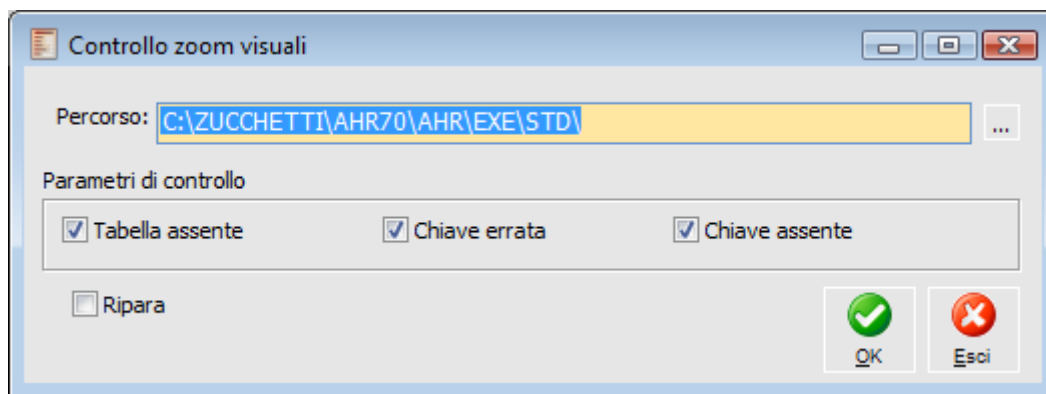 Controllo zoom visuali
Percorso: C:\ZUCCHETTI\AHR70\AHR\EXE\STD\ ...
Parametri di controllo
Tabella assente Chiave errata Chiave assente
Ripara
OK Esci